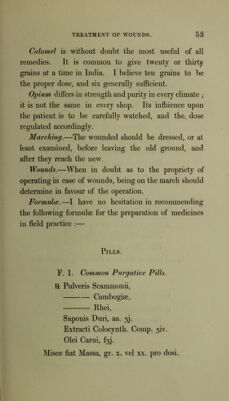 TREATMENT OF WOUNDS. 53
Calomel is without doubt the most useful of all
remedies. It is common to give twenty or thirty
grains at a time in India. I believe ten grains to be
the proper dose, and six generally sufficient.
Opium differs in strength and purity in every climate ,
it is not the same in every shop. Its influence upon
the patient is to be carefully watched, and the dose
regulated accordingly.
Marching.—The wounded should be dressed, or at
least examined, before leaving the old ground, and
after they reach the new.
Wounds.—When in doubt as to the propriety of
operating in case of wounds, being on the march should
determine in favour of the operation.
Formulæ.—I have no hesitation in recommending
the following formulæ for the preparation of medicines
in field practice :—
PILLS.
F. 1. Common Purgative Pills.
℞ Pulveris Scammonii,
——— Cambogiæ,
——— Rhei,
Saponis Duri, aa. ʒj.
Extracti Colocynth. Comp. ʒiv.
Olei Carui, fʒj.
Misce fiat Massa, gr. x. vel xx. pro dosi.